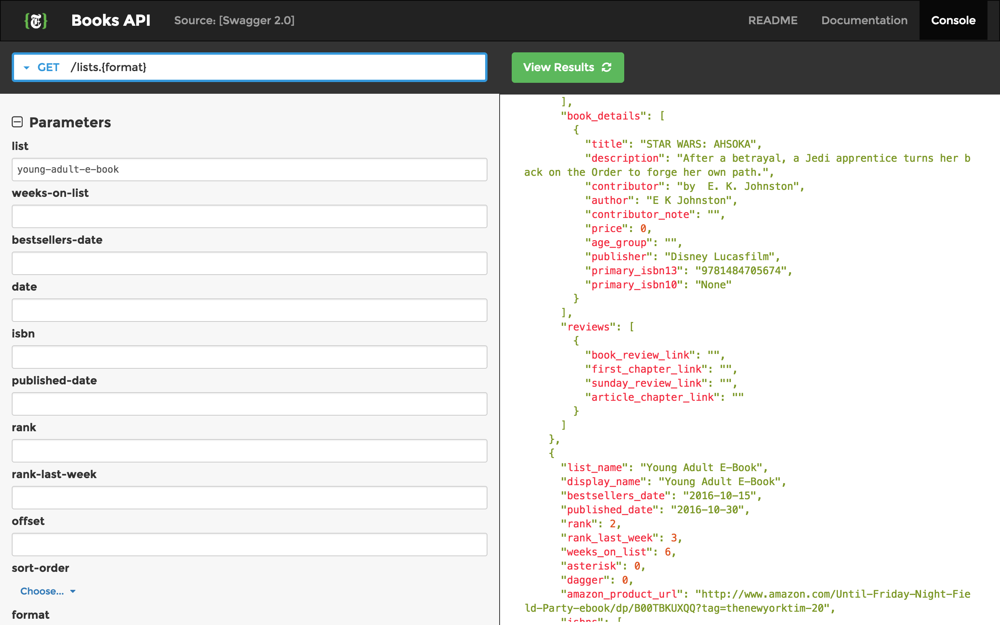 Books API
Source: [Swagger 2.0]
README
Documentation
Console
GET /lists.{format}
View Results
Parameters
list
young-adult-e-book
weeks-on-list
bestsellers-date
date
isbn
published-date
rank
rank-last-week
offset
sort-order
Choose...
format
],
"book_details": [
{
"title": "STAR WARS: AHSOKA",
"description": "After a betrayal, a Jedi apprentice turns her b
ack on the Order to forge her own path.",
"contributor": "by  E. K. Johnston",
"author": "E K Johnston",
"contributor_note": "",
"price": 0,
"age_group": "",
"publisher": "Disney Lucasfilm",
"primary_isbn13": "9781484705674",
"primary_isbn10": "None"
}
],
"reviews": [
{
"book_review_link": "",
"first_chapter_link": "",
"sunday_review_link": "",
"article_chapter_link": ""
}
]
},
{
"list_name": "Young Adult E-Book",
"display_name": "Young Adult E-Book",
"bestsellers_date": "2016-10-15",
"published_date": "2016-10-30",
"rank": 2,
"rank_last_week": 3,
"weeks_on_list": 6,
"asterisk": 0,
"dagger": 0,
"amazon_product_url": "http://www.amazon.com/Until-Friday-Night-Fie
ld-Party-ebook/dp/B00TBKUXQQ?tag=thenewyorktim-20",
"isbns": [